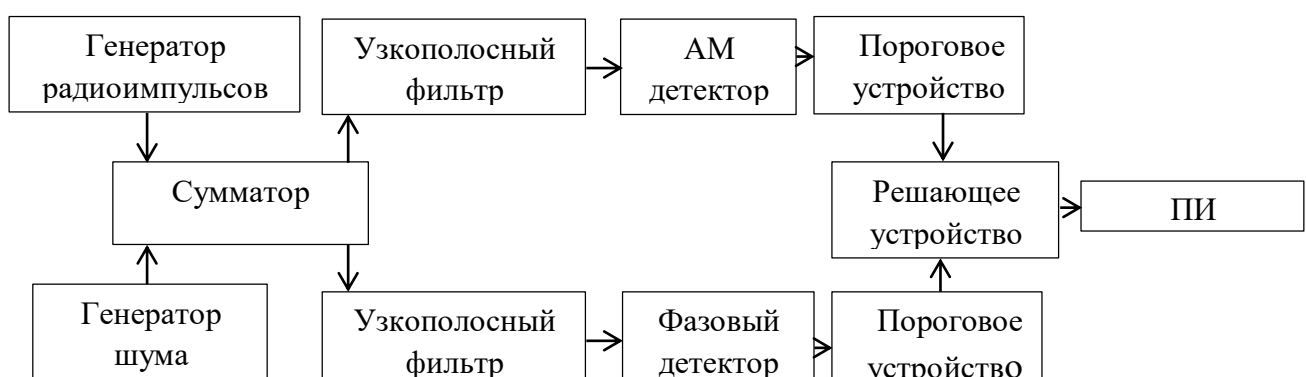 Генератор
радиоимпульсов
Узкополосный
фильтр
АМ
детектор
Пороговое
устройство
Сумматор
Решающее
устройство
ПИ
Генератор
шума
Узкополосный
фильтр
Фазовый
детектор
Пороговое
устройство